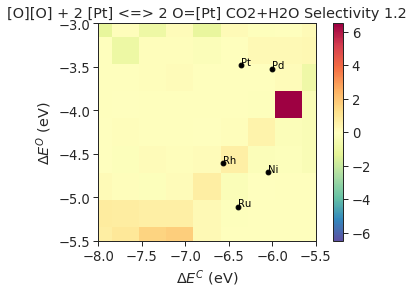 [O][O] + 2 [Pt] <=> 2 O=[Pt] CO2+H2O Selectivity 1.2
−3.0
−3.5
−4.0
−4.5
−5.0
−5.5
ΔE^O (eV)
Pt
Pd
Rh
Ni
Ru
−8.0 −7.5 −7.0 −6.5 −6.0 −5.5
ΔE^C (eV)
6
4
2
0
−2
−4
−6